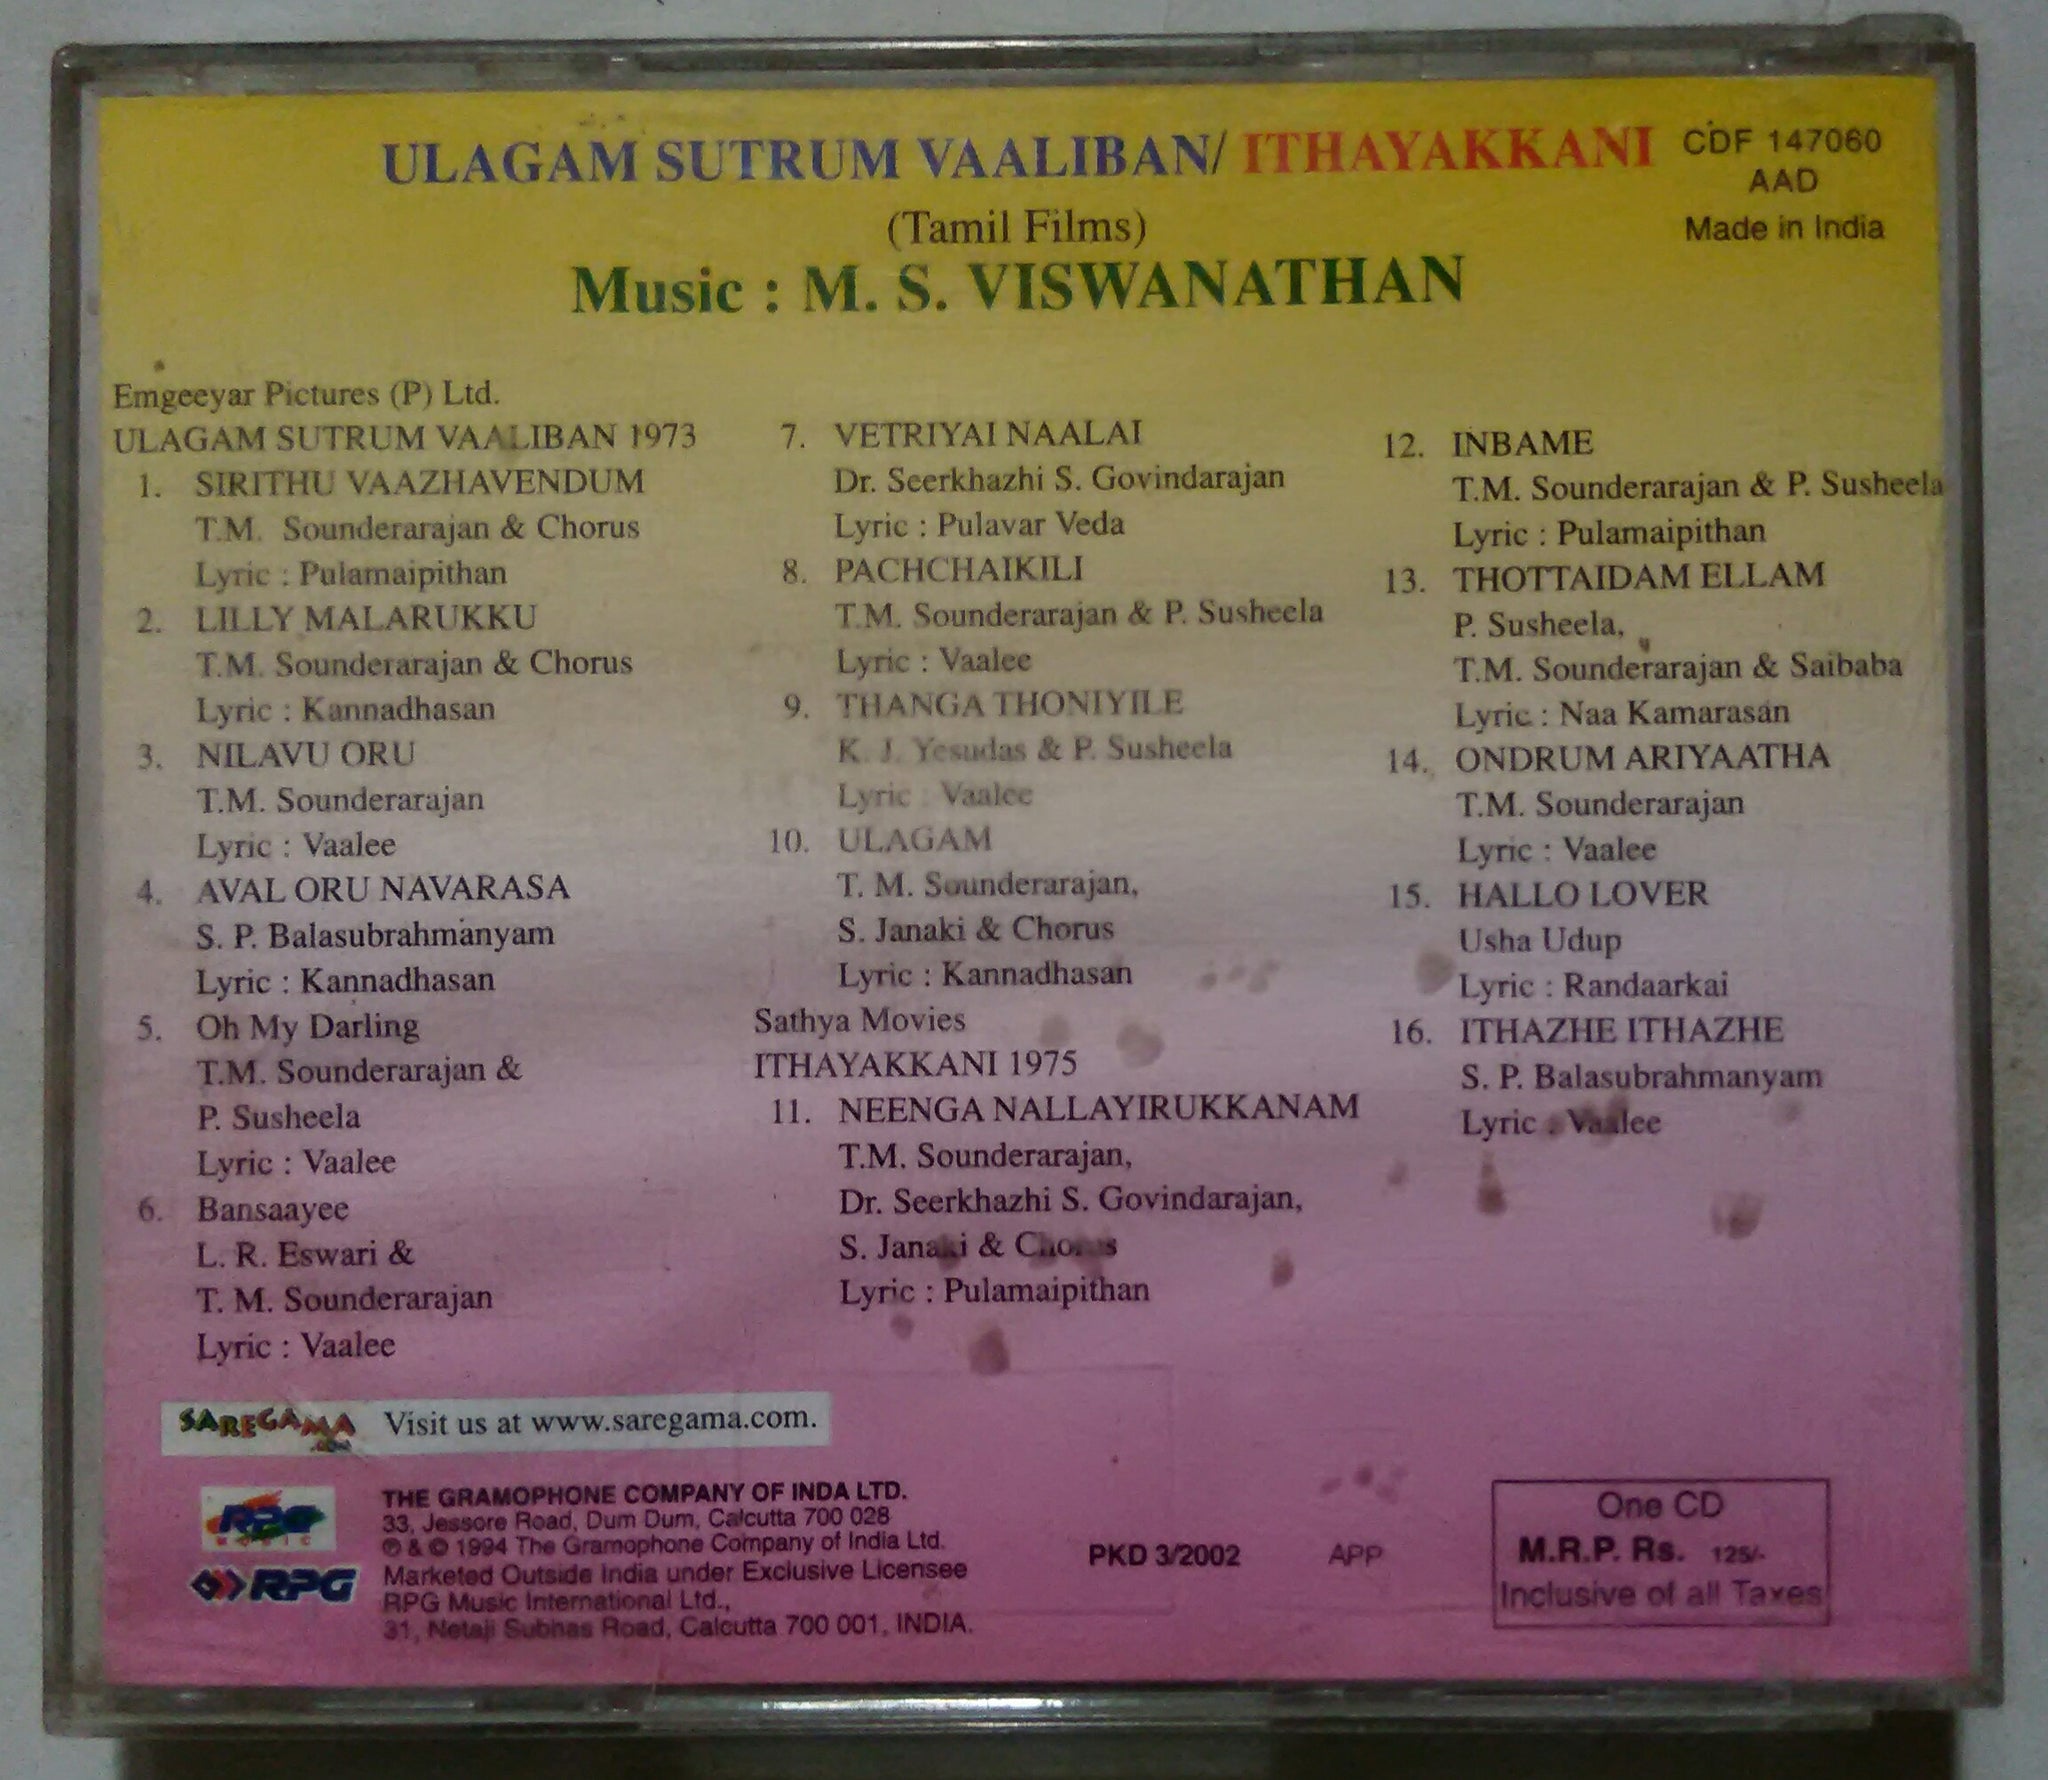 ULAGAM SUTRUM VAALIBAN/ ITHAYAKKANI
CDF 147060
AAD
Made in India
(Tamil Films)
Music : M. S. VISWANATHAN
Emgeeyar Pictures (P) Ltd.
ULAGAM SUTRUM VAALIBAN 1973
1. SIRITHU VAAZHAVENDUM
T.M. Sounderarajan & Chorus
Lyric : Pulamaipithan
2. LILLY MALARUKKU
T.M. Sounderarajan & Chorus
Lyric : Kannadhasan
3. NILAVU ORU
T.M. Sounderarajan
Lyric : Vaalee
4. AVAL ORU NAVARASA
S. P. Balasubrahmanyam
Lyric : Kannadhasan
5. Oh My Darling
T.M. Sounderarajan &
P. Susheela
Lyric : Vaalee
6. Bansaayee
L. R. Eswari &
T. M. Sounderarajan
Lyric : Vaalee
7. VETRIYAI NAALAI
Dr. Seerkhazhi S. Govindarajan
Lyric : Pulavar Veda
8. PACHCHAIKILI
T.M. Sounderarajan & P. Susheela
Lyric : Vaalee
9. THANGA THONIYILE
K. J. Yesudas & P. Susheela
Lyric : Vaalee
10. ULAGAM
T. M. Sounderarajan,
S. Janaki & Chorus
Lyric : Kannadhasan
Sathya Movies
ITHAYAKKANI 1975
11. NEENGA NALLAYIRUKKANAM
T.M. Sounderarajan,
Dr. Seerkhazhi S. Govindarajan,
S. Janaki & Chorus
Lyric : Pulamaipithan
12. INBAME
T.M. Sounderarajan & P. Susheela
Lyric : Pulamaipithan
13. THOTTAIDAM ELLAM
P. Susheela,
T.M. Sounderarajan & Saibaba
Lyric : Naa Kamarasan
14. ONDRUM ARIYAATHA
T.M. Sounderarajan
Lyric : Vaalee
15. HALLO LOVER
Usha Udup
Lyric : Randaarkai
16. ITHAZHE ITHAZHE
S. P. Balasubrahmanyam
Lyric : Vaalee
SAREGAMA .com Visit us at www.saregama.com.
RPG MUSIC
RPG
THE GRAMOPHONE COMPANY OF INDA LTD.
33, Jessore Road, Dum Dum, Calcutta 700 028
℗ & © 1994 The Gramophone Company of India Ltd.
Marketed Outside India under Exclusive Licensee
RPG Music International Ltd.,
31, Netaji Subhas Road, Calcutta 700 001, INDIA.
PKD 3/2002 APP
One CD
M.R.P. Rs. 125/-
Inclusive of all Taxes